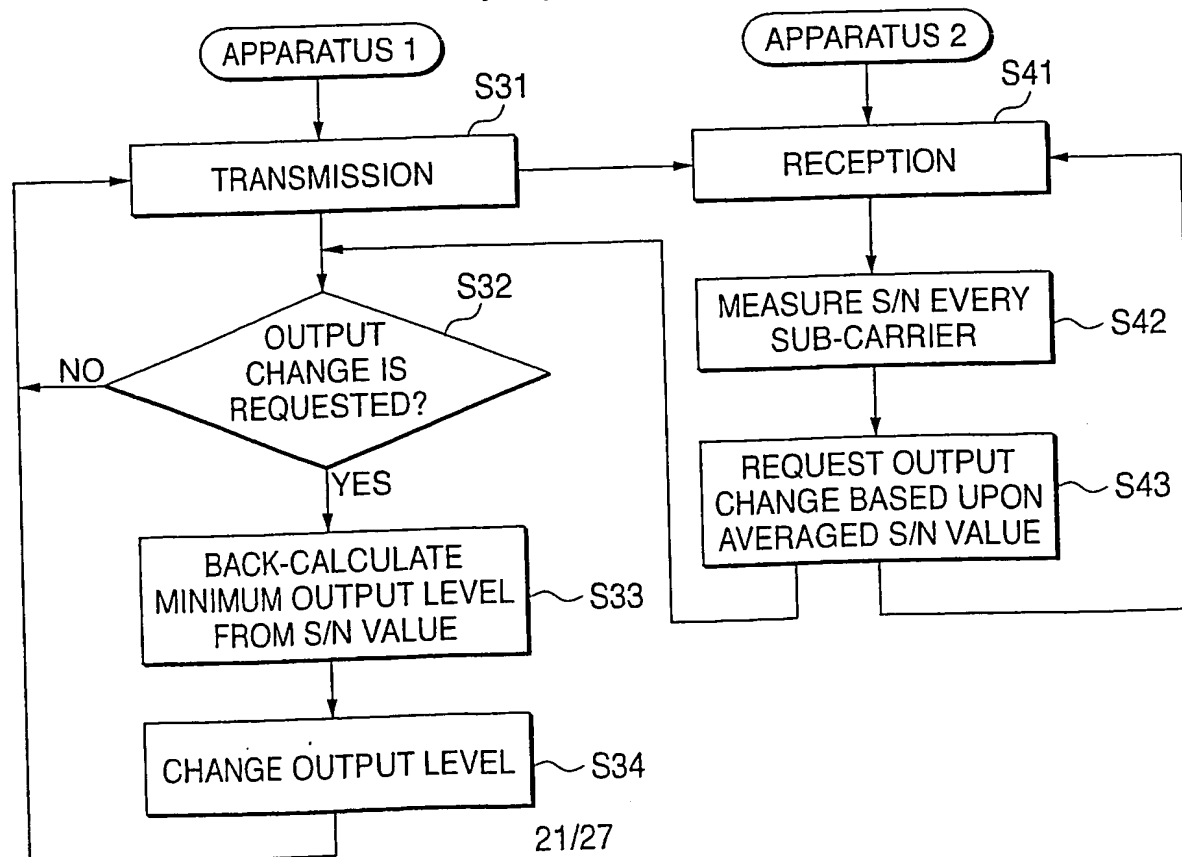 APPARATUS 1
S31
TRANSMISSION
S32
OUTPUT
CHANGE IS
REQUESTED?
NO
YES
BACK-CALCULATE
MINIMUM OUTPUT LEVEL
FROM S/N VALUE
S33
CHANGE OUTPUT LEVEL
S34
APPARATUS 2
S41
RECEPTION
MEASURE S/N EVERY
SUB-CARRIER
S42
REQUEST OUTPUT
CHANGE BASED UPON
AVERAGED S/N VALUE
S43
21/27